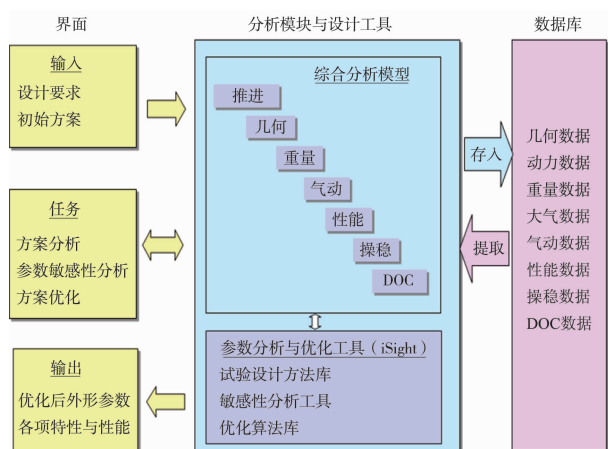 界面
分析模块与设计工具
数据库
输入
设计要求
初始方案
任务
方案分析
参数敏感性分析
方案优化
输出
优化后外形参数
各项特性与性能
综合分析模型
推进
几何
重量
气动
性能
操稳
DOC
参数分析与优化工具（iSight）
试验设计方法库
敏感性分析工具
优化算法库
存入
提取
几何数据
动力数据
重量数据
大气数据
气动数据
性能数据
操稳数据
DOC数据